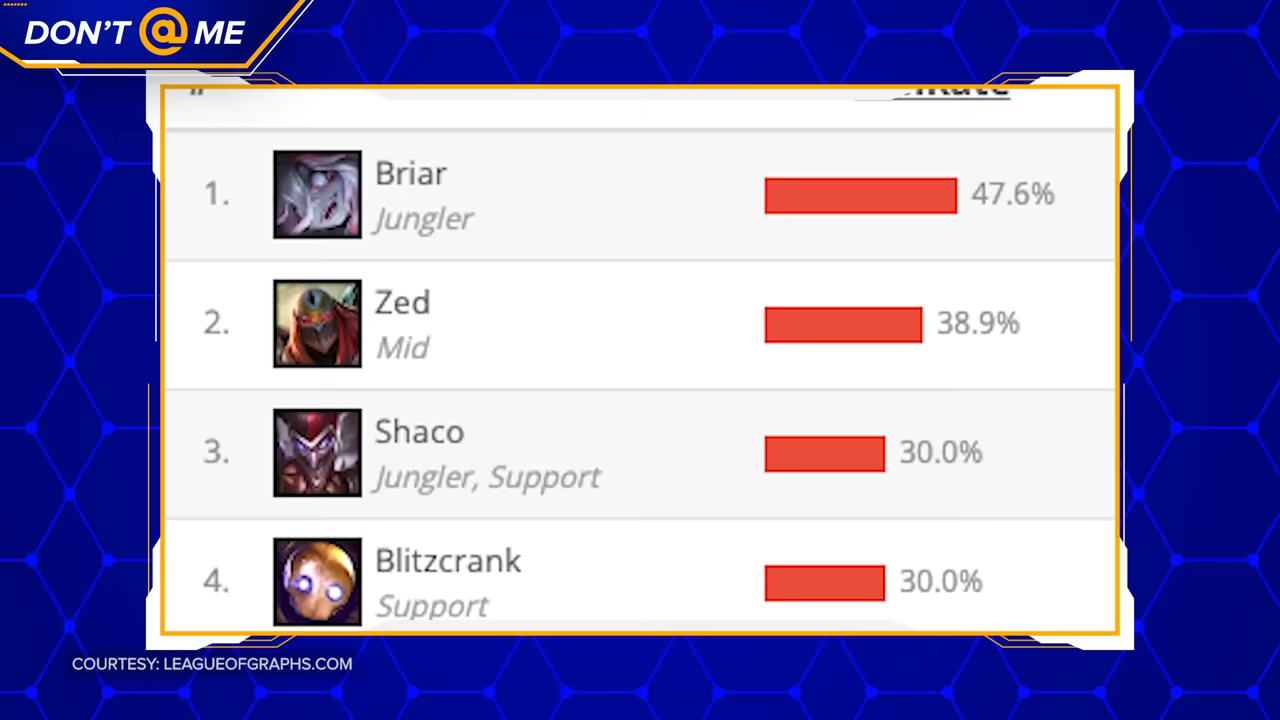 DON'T @ ME
1.
Briar
Jungler
47.6%
2.
Zed
Mid
38.9%
3.
Shaco
Jungler, Support
30.0%
4.
Blitzcrank
Support
30.0%
COURTESY: LEAGUEOFGRAPHS.COM